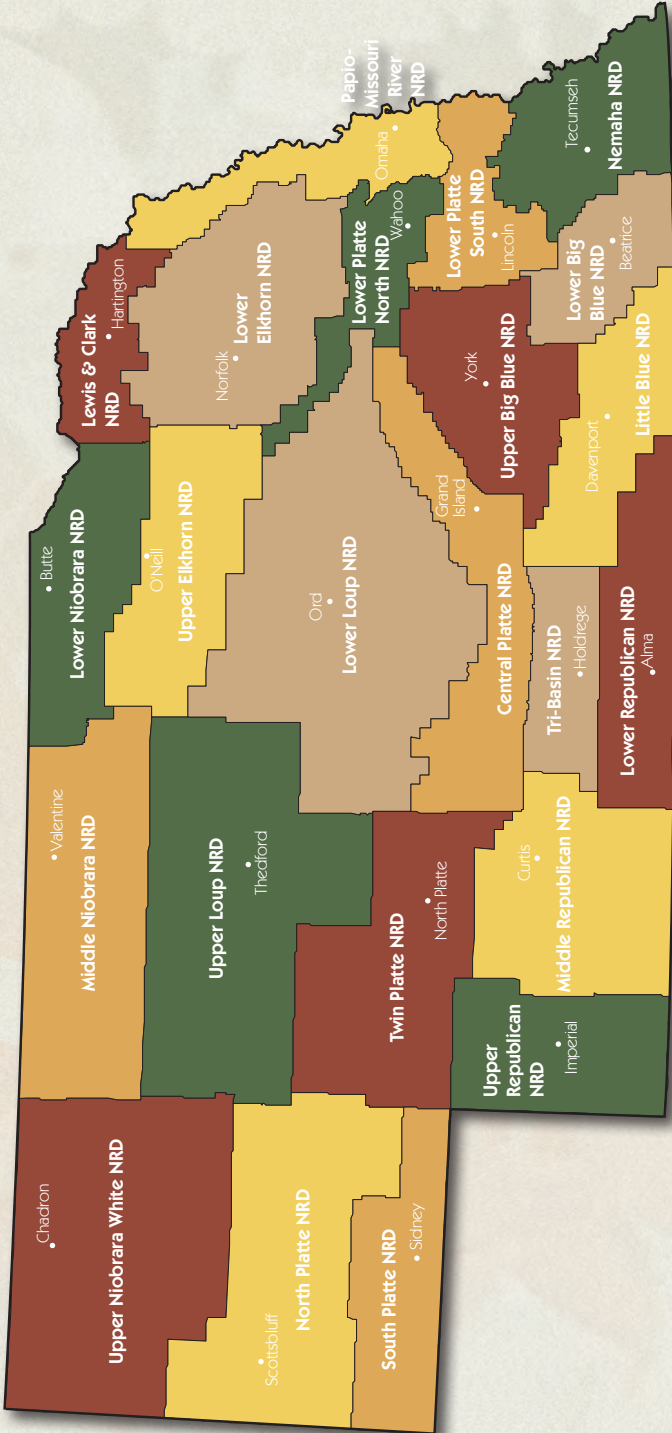 Chadron
Upper Niobrara White NRD
Scottsbluff
North Platte NRD
South Platte NRD
Sidney
Valentine
Middle Niobrara NRD
Upper Loup NRD
Thedford
Twin Platte NRD
North Platte
Upper
Republican
NRD
Imperial
Curtis
Middle Republican NRD
Butte
Lower Niobrara NRD
O'Neill
Upper Elkhorn NRD
Ord
Lower Loup NRD
Central Platte NRD
Grand
Island
Tri-Basin NRD
Holdrege
Lower Republican NRD
Alma
Lewis & Clark
NRD
Hartington
Norfolk
Lower
Elkhorn NRD
Lower Platte
North NRD
Wahoo
Papio-
Missouri
River
NRD
Omaha
Lower Platte
South NRD
Lincoln
York
Upper Big Blue NRD
Lower Big
Blue NRD
Beatrice
Davenport
Little Blue NRD
Tecumseh
Nemaha NRD